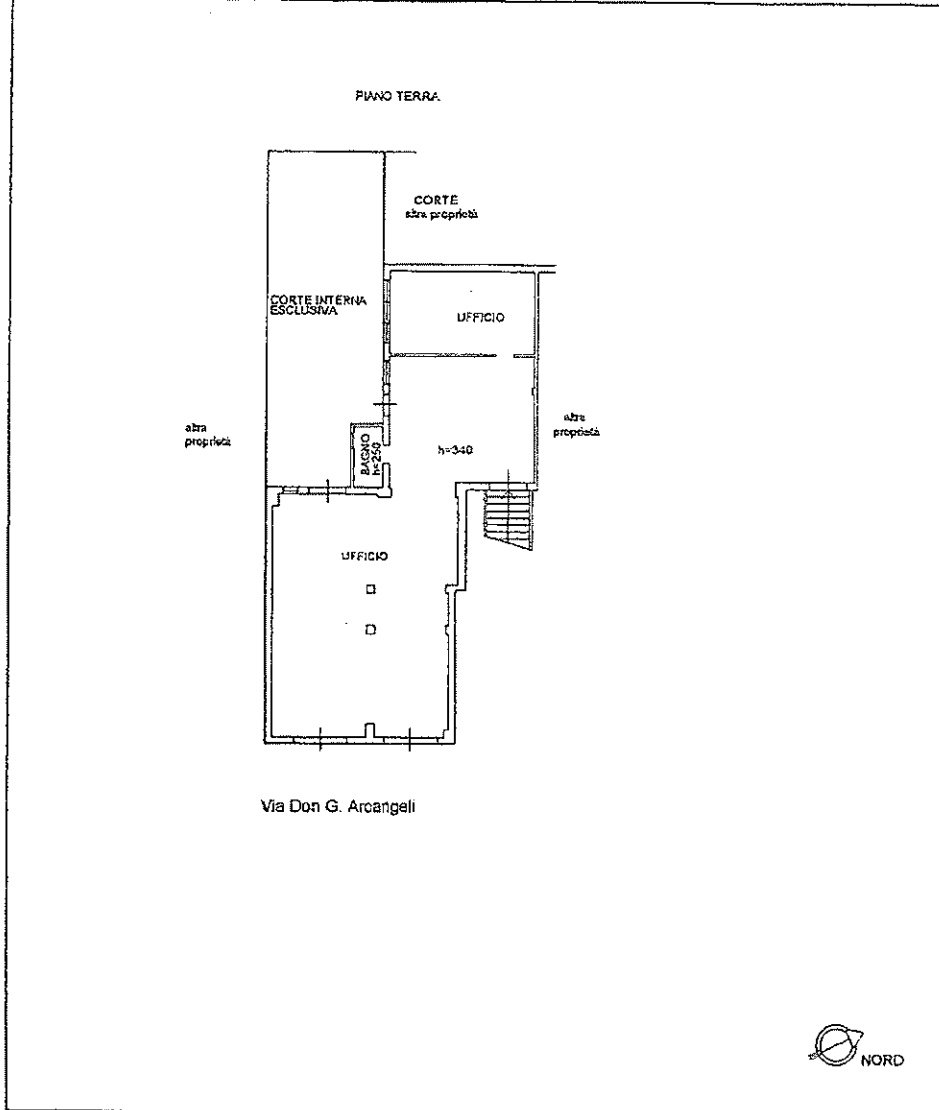 PIANO TERRA
CORTE
altra proprietà
CORTE INTERNA
ESCLUSIVA
UFFICIO
altra
proprietà
altra
proprietà
BAGNO
h=250
h=340
UFFICIO
Via Don G. Arcangeli
NORD